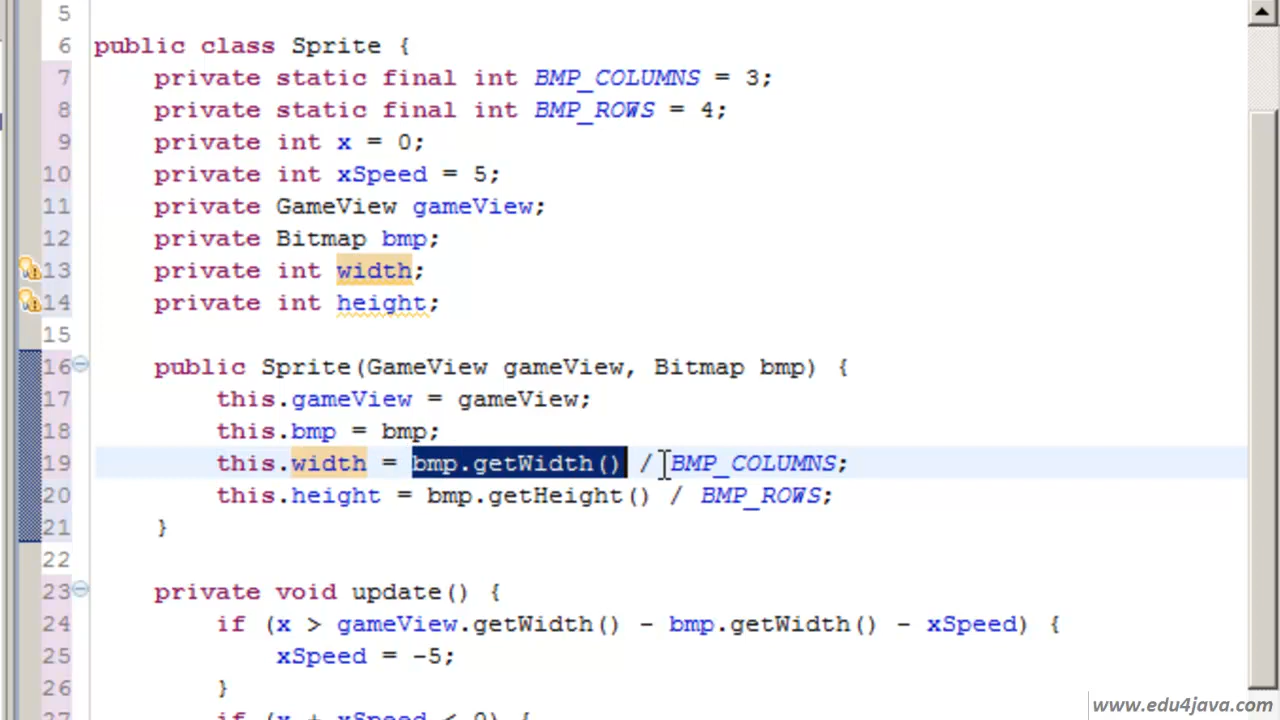 5
6 public class Sprite {
7 private static final int BMP_COLUMNS = 3;
8 private static final int BMP_ROWS = 4;
9 private int x = 0;
10 private int xSpeed = 5;
11 private GameView gameView;
12 private Bitmap bmp;
13 private int width;
14 private int height;
15
16 public Sprite(GameView gameView, Bitmap bmp) {
17 this.gameView = gameView;
18 this.bmp = bmp;
19 this.width = bmp.getWidth() / BMP_COLUMNS;
20 this.height = bmp.getHeight() / BMP_ROWS;
21 }
22
23 private void update() {
24 if (x > gameView.getWidth() - bmp.getWidth() - xSpeed) {
25 xSpeed = -5;
26 }
27 if (x + xSpeed < 0) {
www.edu4java.com